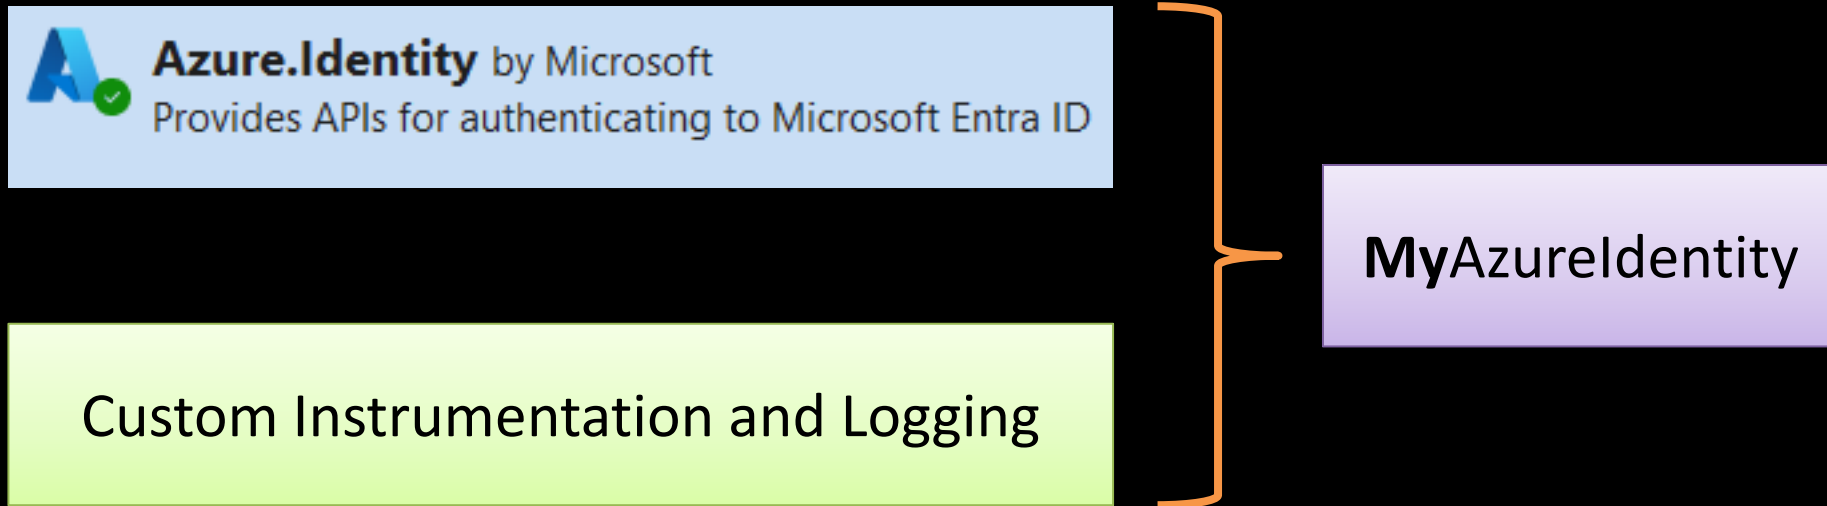 Azure.Identity by Microsoft
Provides APIs for authenticating to Microsoft Entra ID
MyAzureIdentity
Custom Instrumentation and Logging